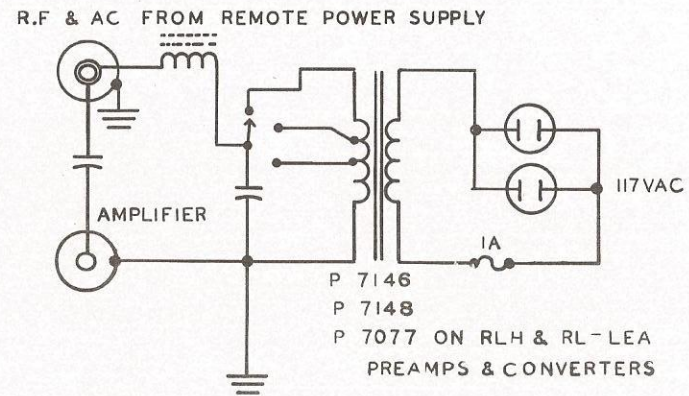 R.F & AC FROM REMOTE POWER SUPPLY
AMPLIFIER
117VAC
1A
P 7146
P 7148
P 7077 ON RLH & RL-LEA
PREAMPS & CONVERTERS